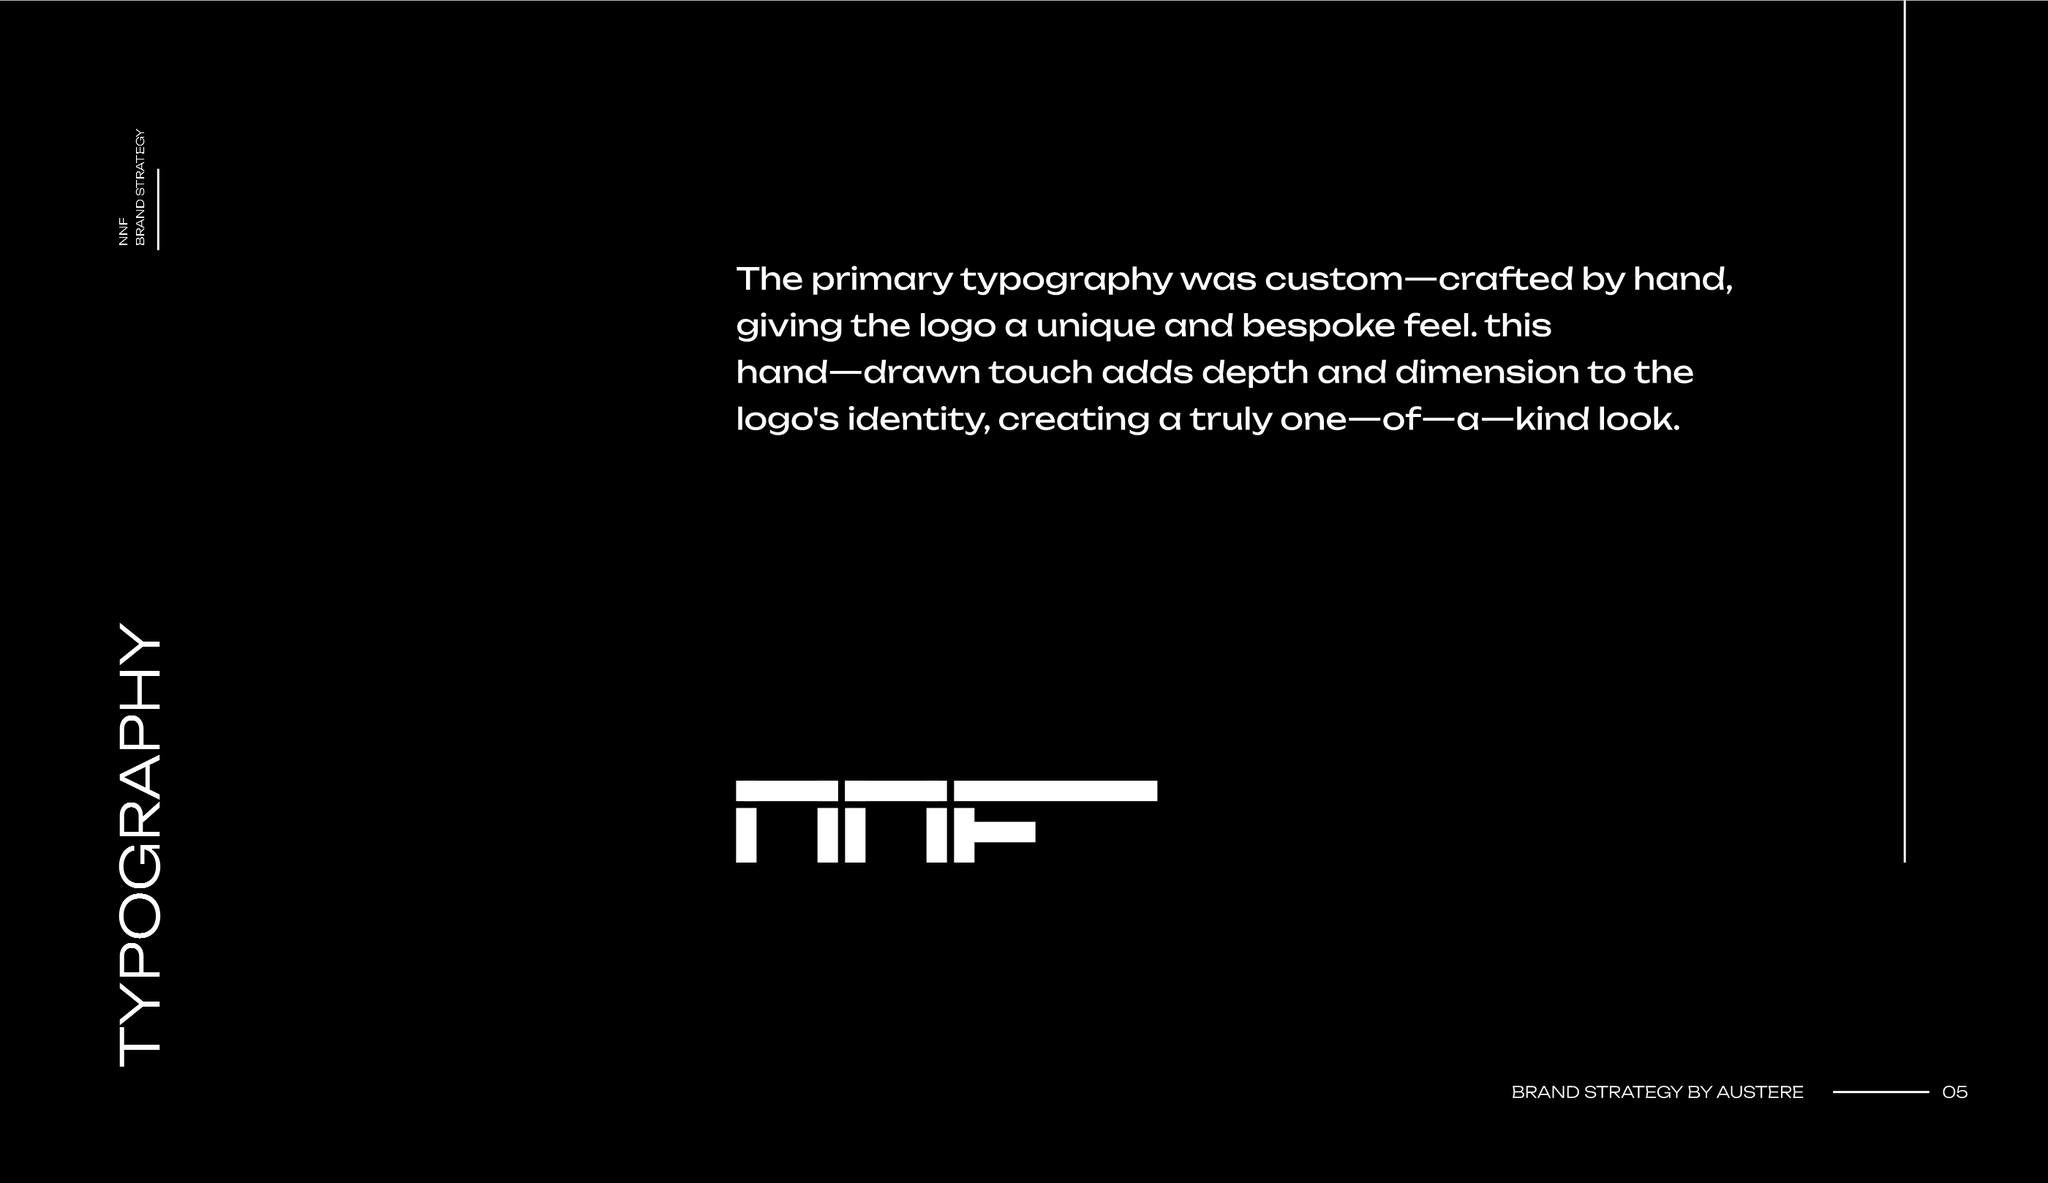 NNF
BRAND STRATEGY
The primary typography was custom—crafted by hand,
giving the logo a unique and bespoke feel. this
hand—drawn touch adds depth and dimension to the
logo's identity, creating a truly one—of—a—kind look.
TYPOGRAPHY
NNF
BRAND STRATEGY BY AUSTERE
05